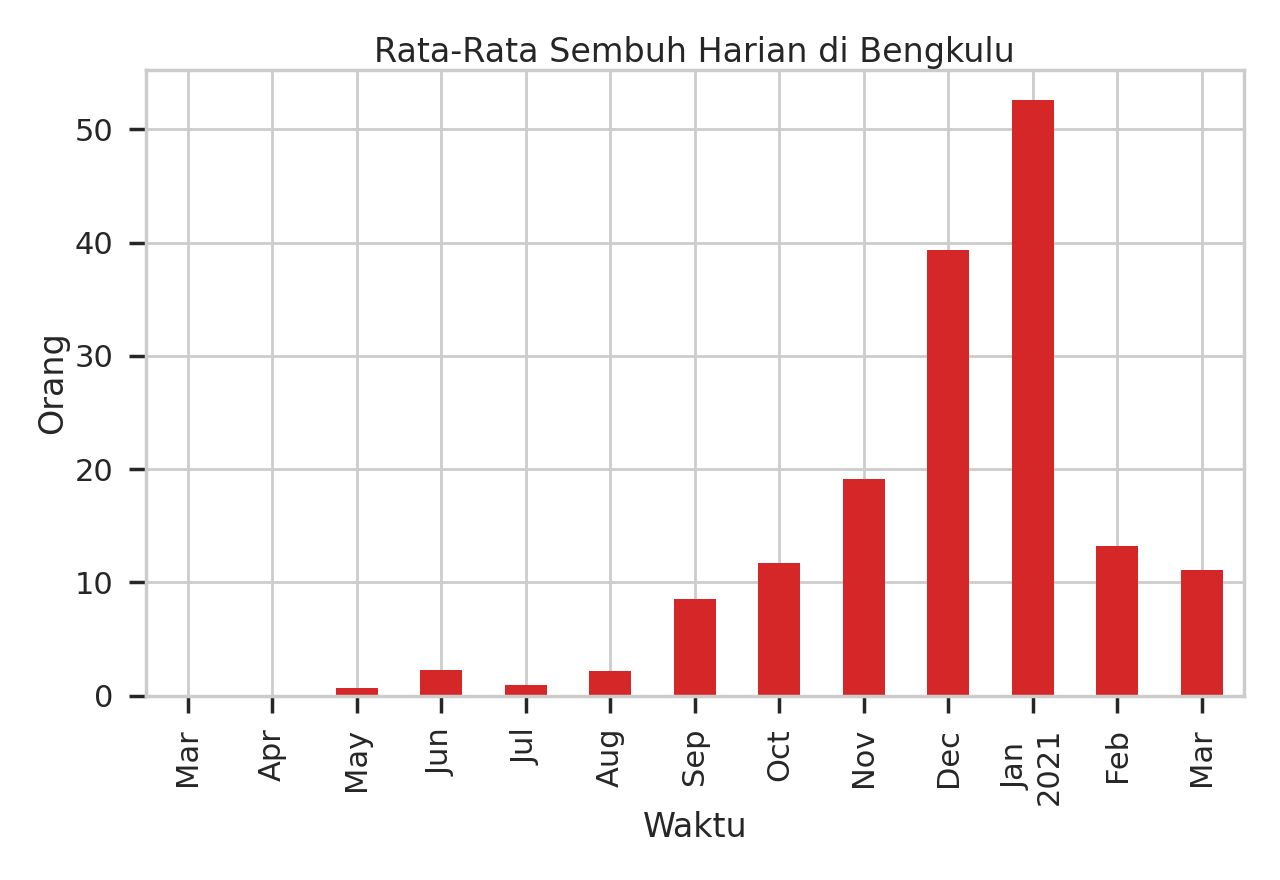 Rata-Rata Sembuh Harian di Bengkulu
Orang
50
40
30
20
10
0
Mar
Apr
May
Jun
Jul
Aug
Sep
Oct
Nov
Dec
Jan
2021
Feb
Mar
Waktu